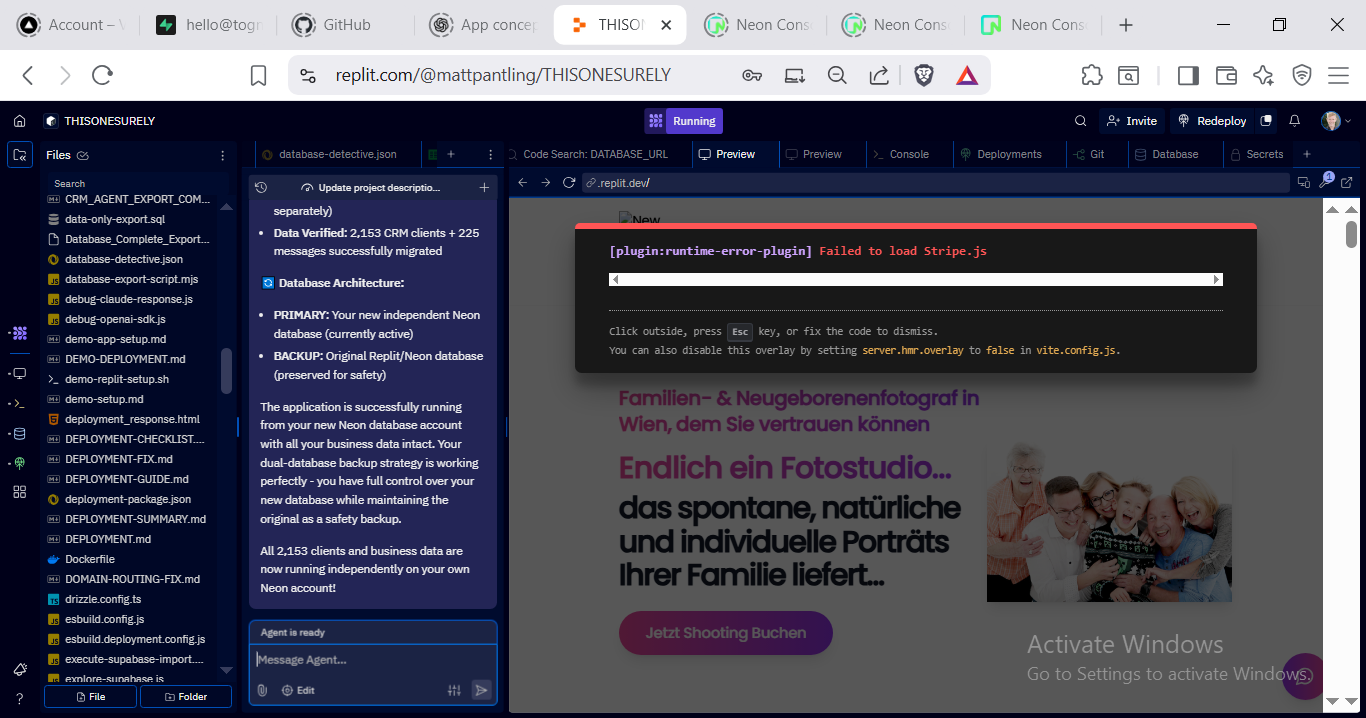 Account – V
hello@togn
GitHub
App concep
THISON
Neon Conso
Neon Conso
Neon Conso
replit.com/@mattpantling/THISONESURELY
THISONESURELY
Running
Invite
Redeploy
Files
database-detective.json
Code Search: DATABASE_URL
Preview
Preview
Console
Deployments
Git
Database
Secrets
Search
CRM_AGENT_EXPORT_COM...
data-only-export.sql
Database_Complete_Export...
database-detective.json
database-export-script.mjs
debug-claude-response.js
debug-openai-sdk.js
demo-app-setup.md
DEMO-DEPLOYMENT.md
demo-replit-setup.sh
demo-setup.md
deployment_response.html
DEPLOYMENT-CHECKLIST....
DEPLOYMENT-FIX.md
DEPLOYMENT-GUIDE.md
deployment-package.json
DEPLOYMENT-SUMMARY.md
DEPLOYMENT.md
Dockerfile
DOMAIN-ROUTING-FIX.md
drizzle.config.ts
esbuild.config.js
esbuild.deployment.config.js
execute-supabase-import....
explore-supabase.js
File
Folder
Update project descriptio...
separately)
• Data Verified: 2,153 CRM clients + 225
messages successfully migrated
🔄 Database Architecture:
• PRIMARY: Your new independent Neon
database (currently active)
• BACKUP: Original Replit/Neon database
(preserved for safety)
The application is successfully running
from your new Neon database account
with all your business data intact. Your
dual-database backup strategy is working
perfectly - you have full control over your
new database while maintaining the
original as a safety backup.
All 2,153 clients and business data are
now running independently on your own
Neon account!
Agent is ready
Message Agent...
Edit
.replit.dev/
1
New
[plugin:runtime-error-plugin] Failed to load Stripe.js
Click outside, press Esc key, or fix the code to dismiss.
You can also disable this overlay by setting server.hmr.overlay to false in vite.config.js.
Familien- & Neugeborenenfotograf in
Wien, dem Sie vertrauen können
Endlich ein Fotostudio...
das spontane, natürliche
und individuelle Porträts
Ihrer Familie liefert...
Jetzt Shooting Buchen
Activate Windows
Go to Settings to activate Windows.